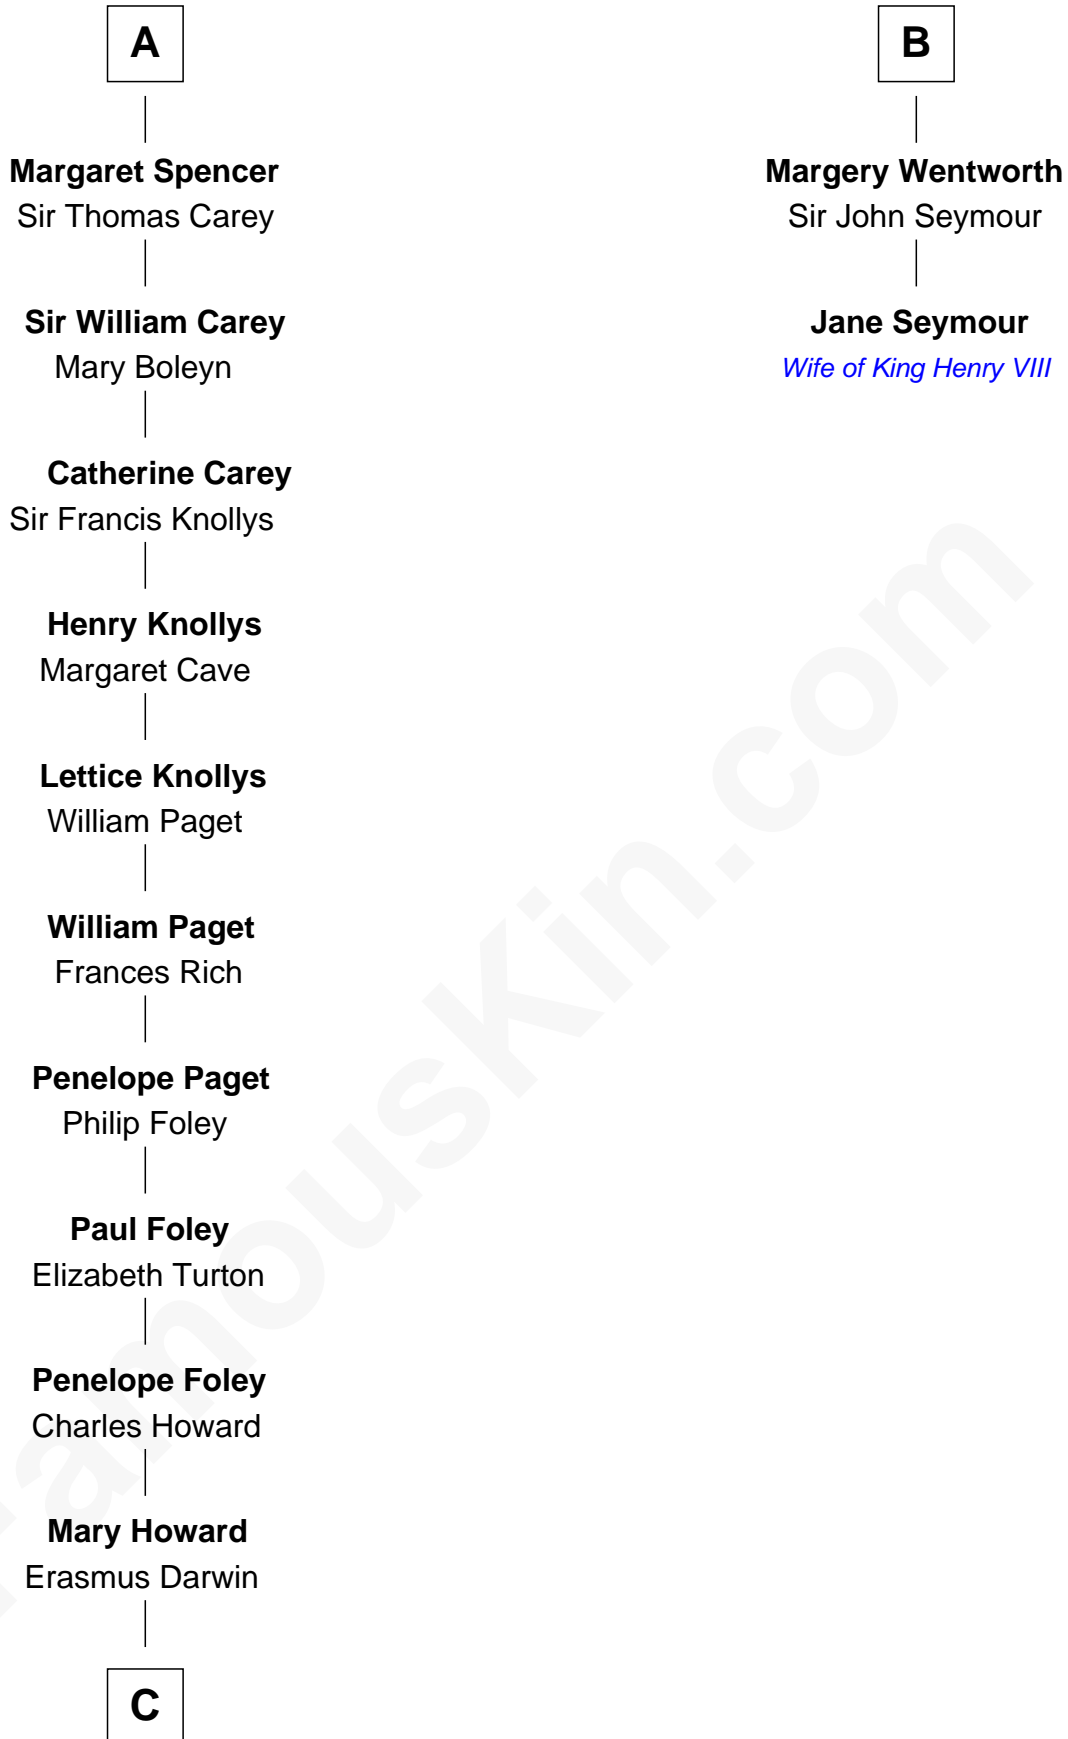 A
B
Margaret Spencer
Sir Thomas Carey
Margery Wentworth
Sir John Seymour
Sir William Carey
Mary Boleyn
Jane Seymour
Wife of King Henry VIII
Catherine Carey
Sir Francis Knollys
Henry Knollys
Margaret Cave
Lettice Knollys
William Paget
William Paget
Frances Rich
Penelope Paget
Philip Foley
Paul Foley
Elizabeth Turton
Penelope Foley
Charles Howard
Mary Howard
Erasmus Darwin
C
FamousKin.com